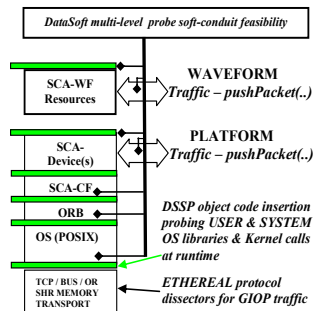 DataSoft multi-level probe soft-conduit feasibility
SCA-WF
Resources
WAVEFORM
Traffic – pushPacket(..)
SCA-
Device(s)
PLATFORM
Traffic – pushPacket(..)
SCA-CF
ORB
OS (POSIX)
DSSP object code insertion
probing USER & SYSTEM
OS libraries & Kernel calls
at runtime
TCP / BUS / OR
SHR MEMORY
TRANSPORT
ETHEREAL protocol
dissectors for GIOP traffic